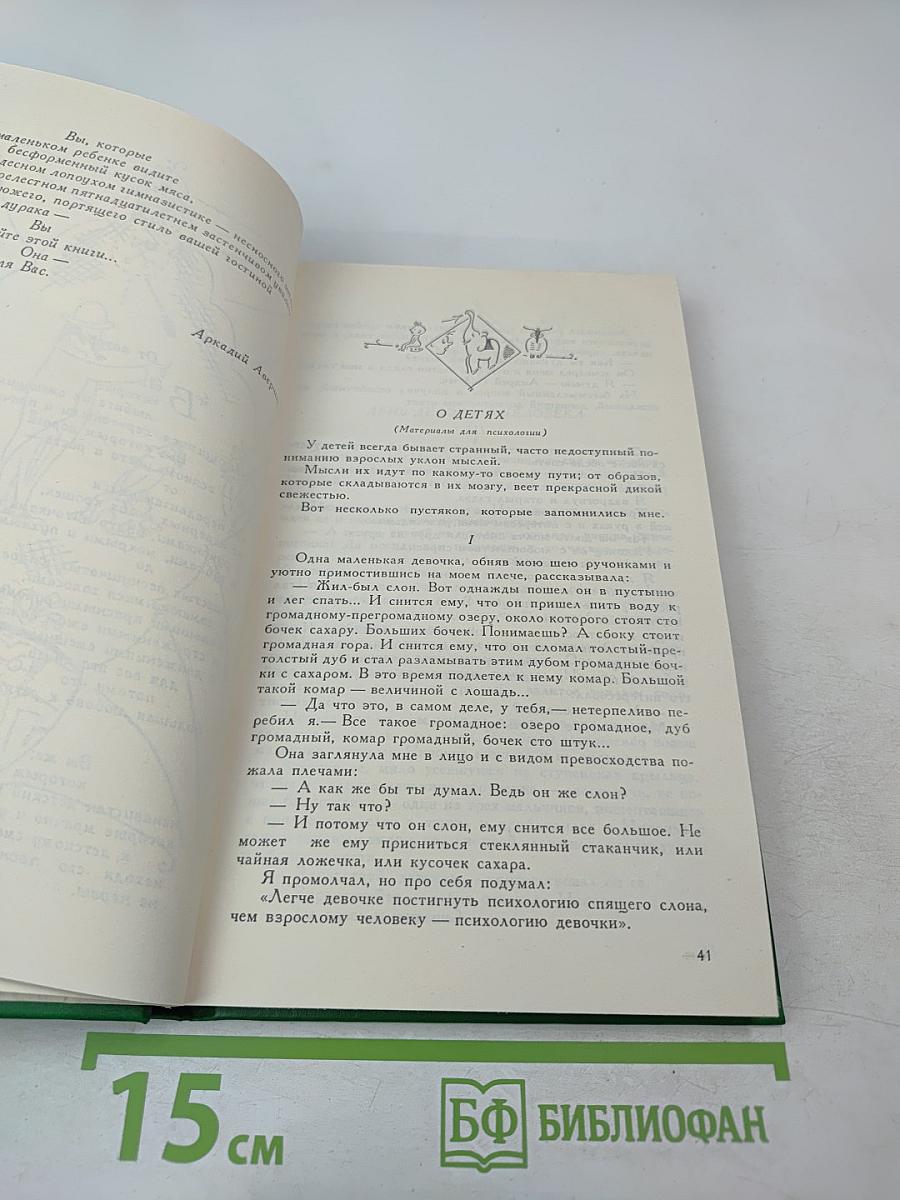 Вы, которые
маленьком ребенке видите
бесформенный кусок мяса,
лопоухом гимназистике — несносного
пятнадцатилетнем застенчивом
портящего стиль вашей гостиной
дурака —
Вы
этой книги...
Она —
Вас.
Аркадий
О ДЕТЯХ
(Материалы для психологии)
У детей всегда бывает странный, часто недоступный по-
ниманию взрослых уклон мыслей.
Мысли их идут по какому-то своему пути; от образов,
которые складываются в их мозгу, веет прекрасной дикой
свежестью.
Вот несколько пустяков, которые запомнились мне.
I
Одна маленькая девочка, обняв мою шею ручонками и
уютно примостившись на моем плече, рассказывала:
— Жил-был слон. Вот однажды пошел он в пустыню
и лег спать... И снится ему, что он пришел пить воду к
громадному-прегромадному озеру, около которого стоят сто
бочек сахару. Больших бочек. Понимаешь? А сбоку стоит
громадная гора. И снится ему, что он сломал толстый-пре-
толстый дуб и стал разламывать этим дубом громадные боч-
ки с сахаром. В это время подлетел к нему комар. Большой
такой комар — величиной с лошадь...
— Да что это, в самом деле, у тебя,— нетерпеливо пе-
ребил я.— Все такое громадное: озеро громадное, дуб
громадный, комар громадный, бочек сто штук...
Она заглянула мне в лицо и с видом превосходства по-
жала плечами:
— А как же бы ты думал. Ведь он же слон?
— Ну так что?
— И потому что он слон, ему снится все большое. Не
может же ему присниться стеклянный стаканчик, или
чайная ложечка, или кусочек сахара.
Я промолчал, но про себя подумал:
«Легче девочке постигнуть психологию спящего слона,
чем взрослому человеку — психологию девочки».
41
15 см
БФ БИБЛИОФАН